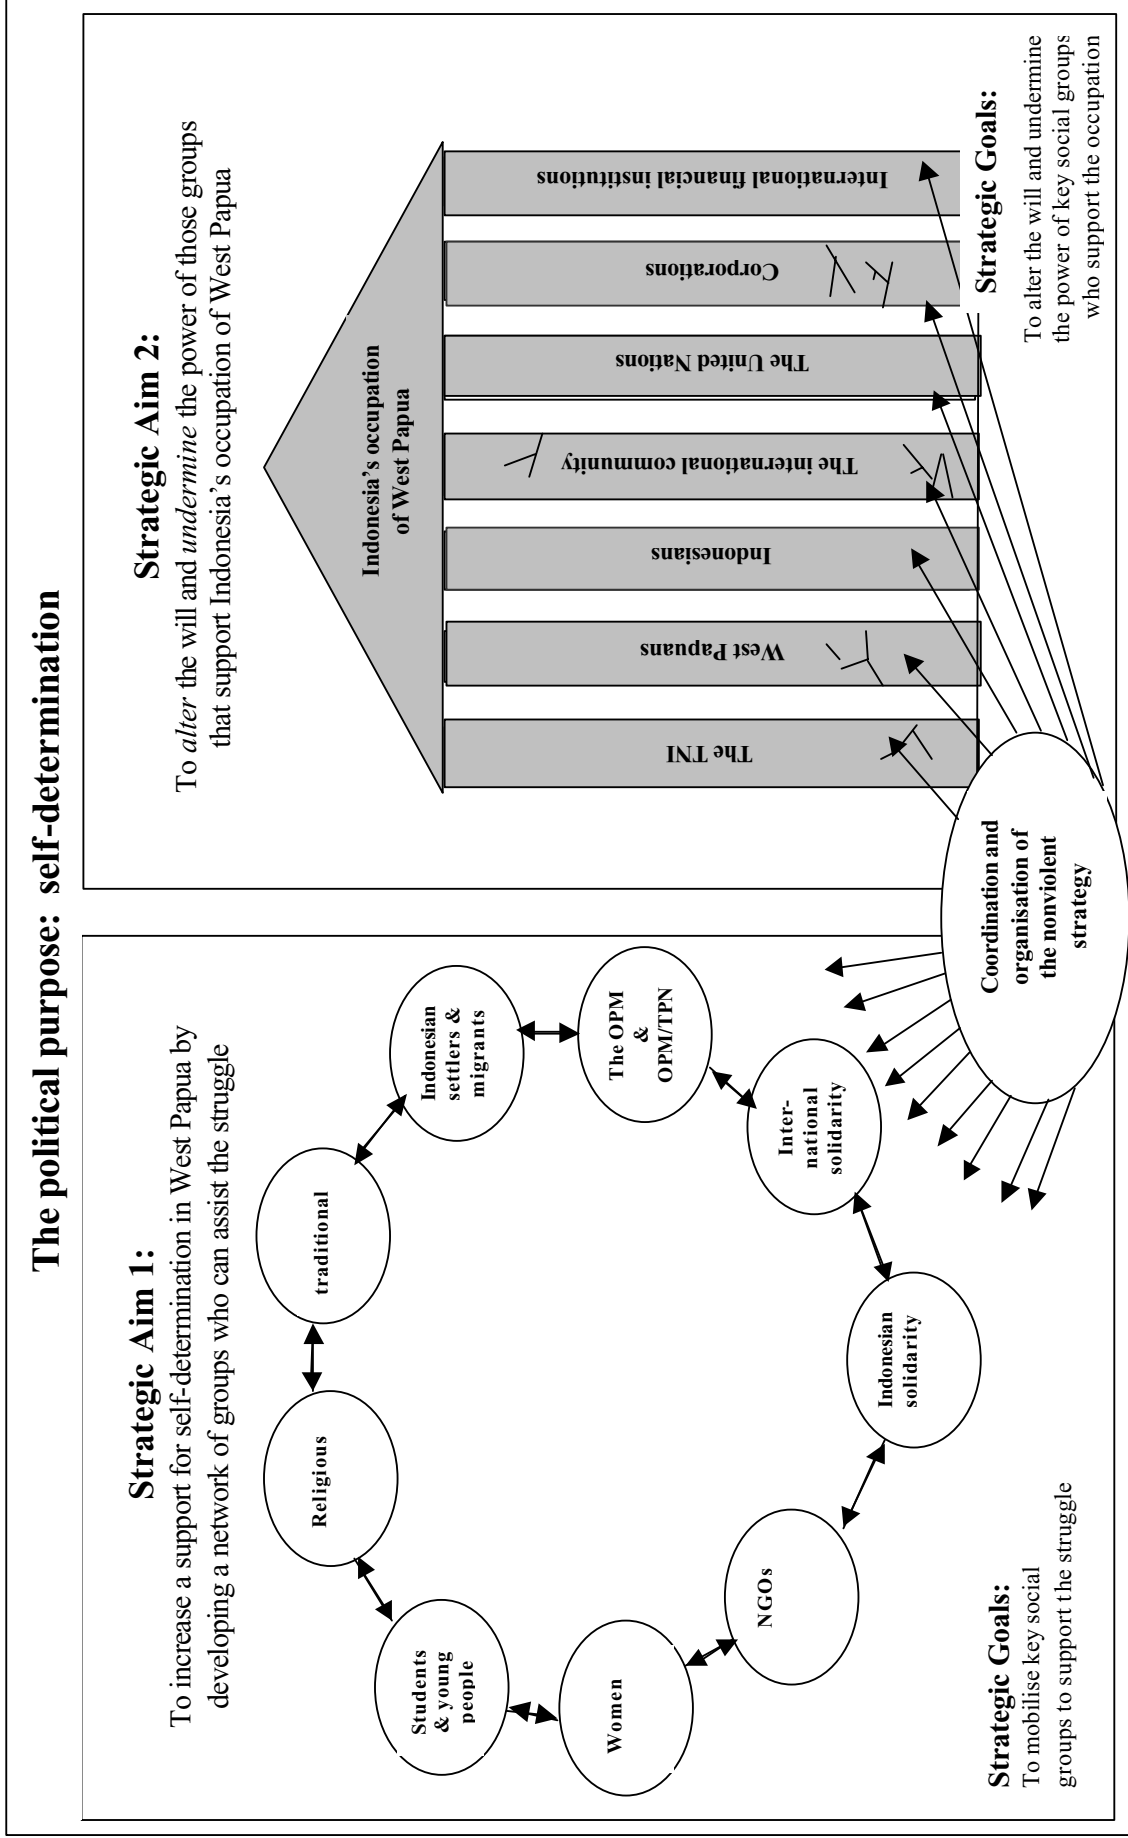 The political purpose: self-determination
Strategic Aim 1:
To increase a support for self-determination in West Papua by
developing a network of groups who can assist the struggle
Religious
traditional
Students
& young
people
Indonesian
settlers &
migrants
Women
The OPM
&
OPM/TPN
NGOs
Inter-
national
solidarity
Indonesian
solidarity
Strategic Goals:
To mobilise key social
groups to support the struggle
Coordination and
organisation of
the nonviolent
strategy
Strategic Aim 2:
To alter the will and undermine the power of those groups
that support Indonesia's occupation of West Papua
Indonesia's occupation
of West Papua
The TNI
West Papuans
Indonesians
The international community
The United Nations
Corporations
International financial institutions
Strategic Goals:
To alter the will and undermine
the power of key social groups
who support the occupation